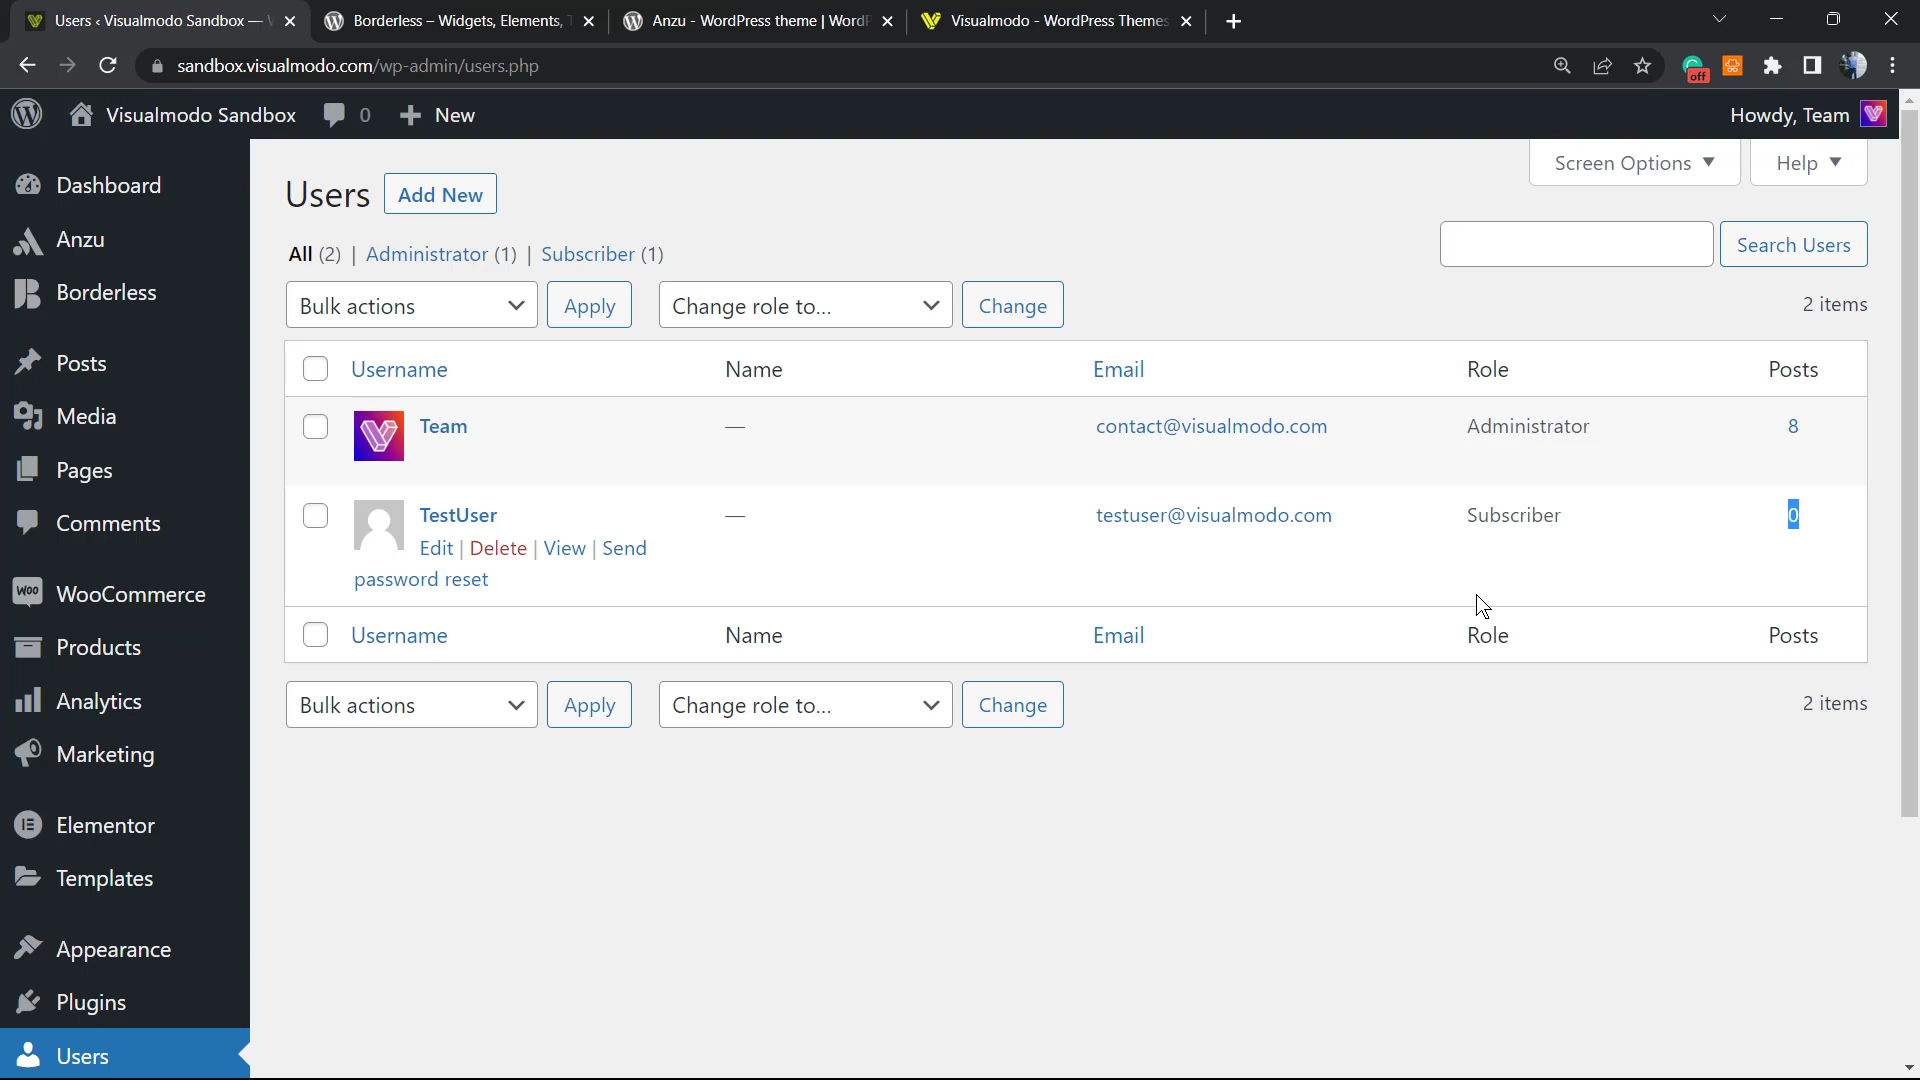 Users ‹ Visualmodo Sandbox —
Borderless – Widgets, Elements,
Anzu - WordPress theme | WordP
Visualmodo - WordPress Themes
sandbox.visualmodo.com/wp-admin/users.php
off
Visualmodo Sandbox
0
New
Howdy, Team
Screen Options
Help
Dashboard
Anzu
Borderless
Posts
Media
Pages
Comments
WOO
WooCommerce
Products
Analytics
Marketing
Elementor
Templates
Appearance
Plugins
Users
Users
Add New
All (2) | Administrator (1) | Subscriber (1)
Search Users
Bulk actions
Apply
Change role to...
Change
2 items
Username Name Email Role Posts
Team — contact@visualmodo.com Administrator 8
TestUser — testuser@visualmodo.com Subscriber 0
Edit | Delete | View | Send
password reset
Username Name Email Role Posts
Bulk actions
Apply
Change role to...
Change
2 items